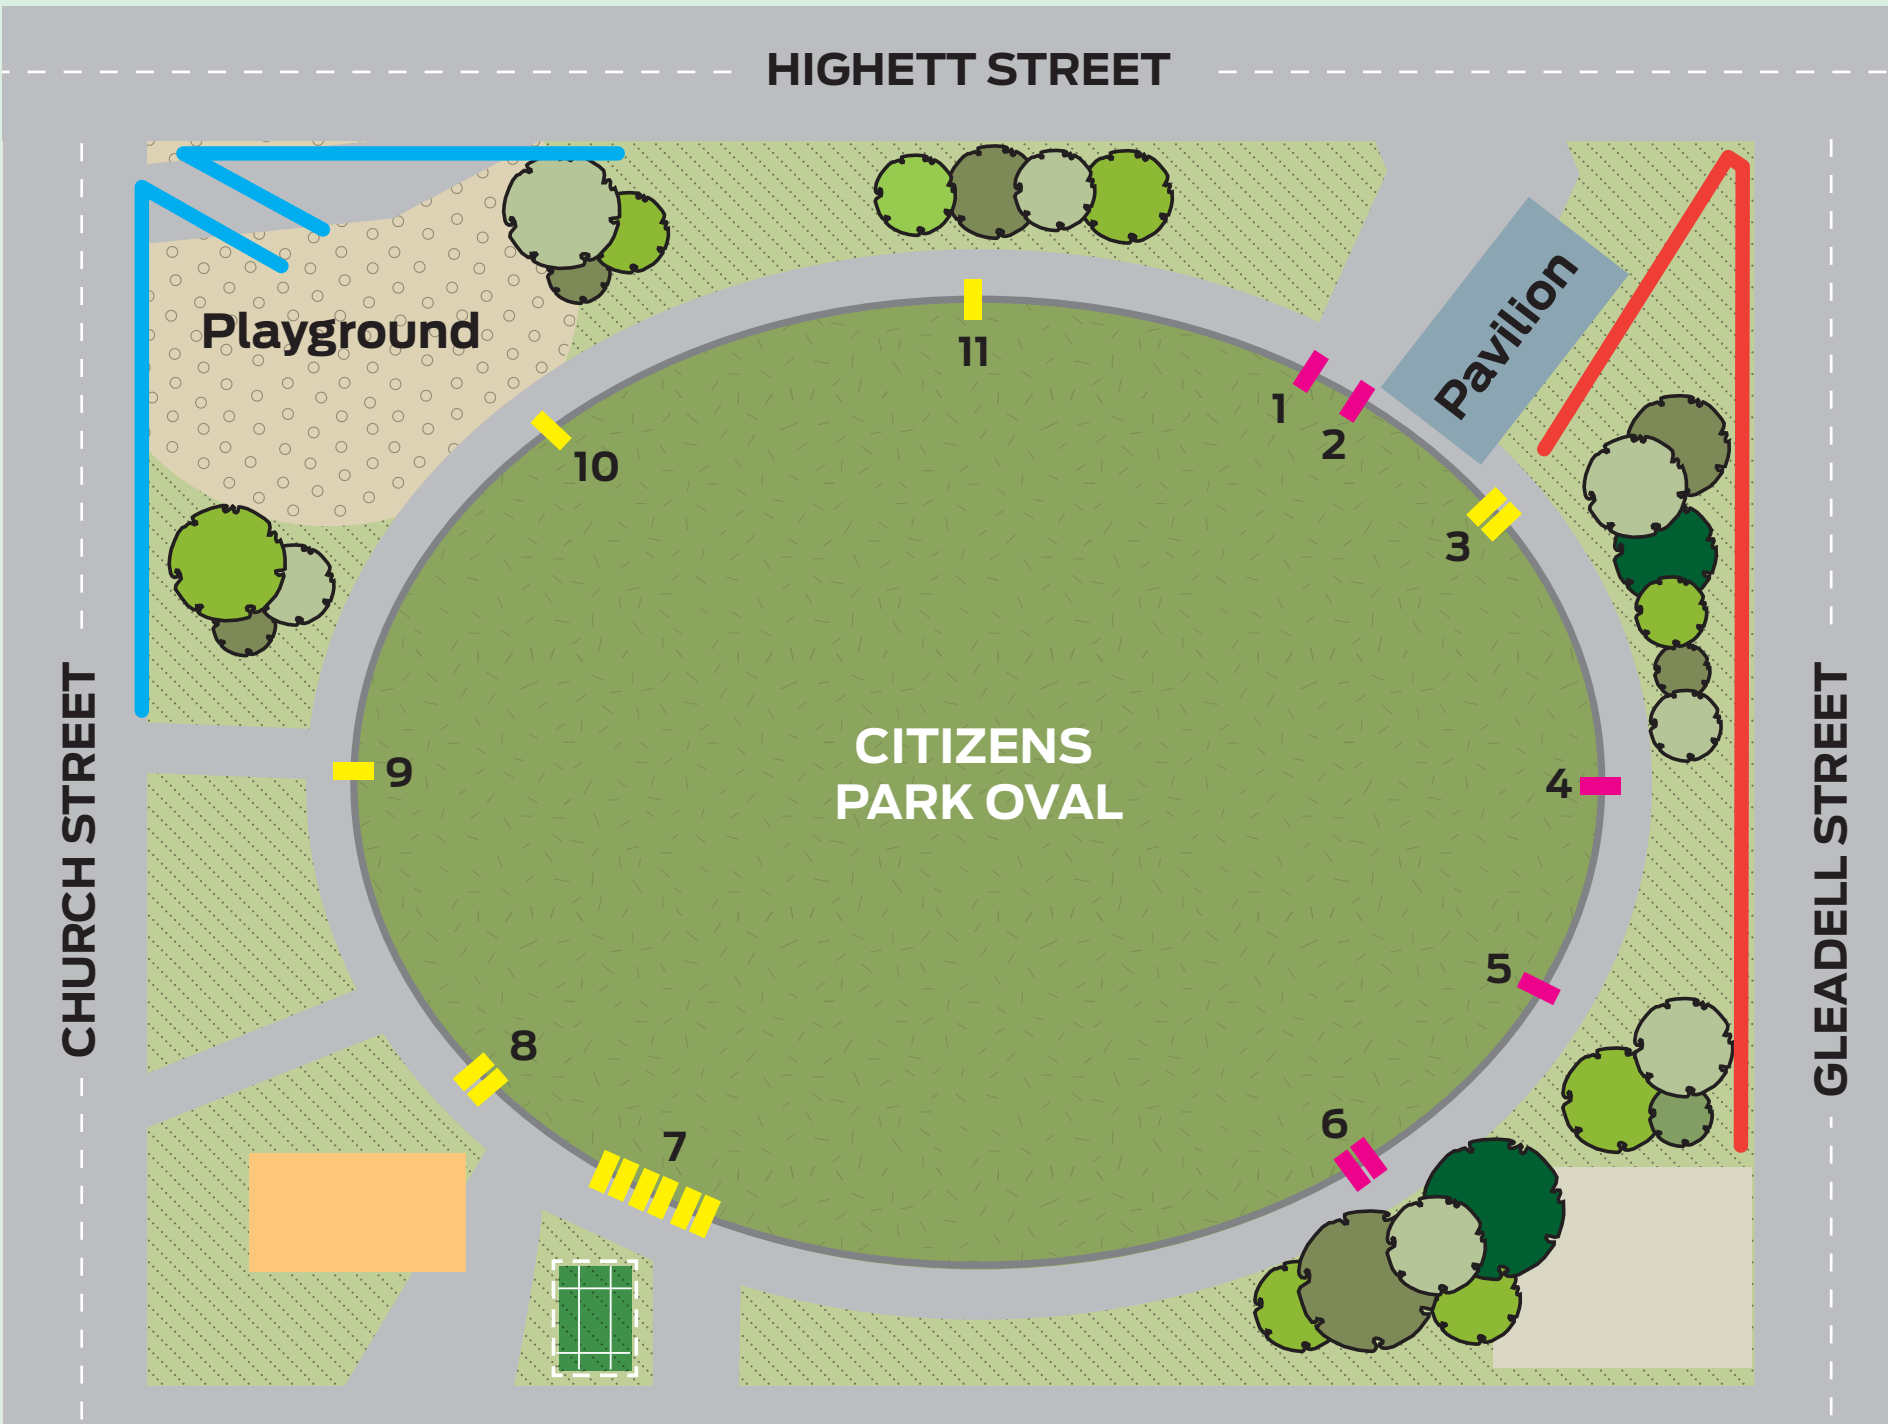 HIGHETT STREET
Playground
Pavilion
11
1
2
10
3
CITIZENS
PARK OVAL
9
4
CHURCH STREET
GLEADELL STREET
5
8
6
7